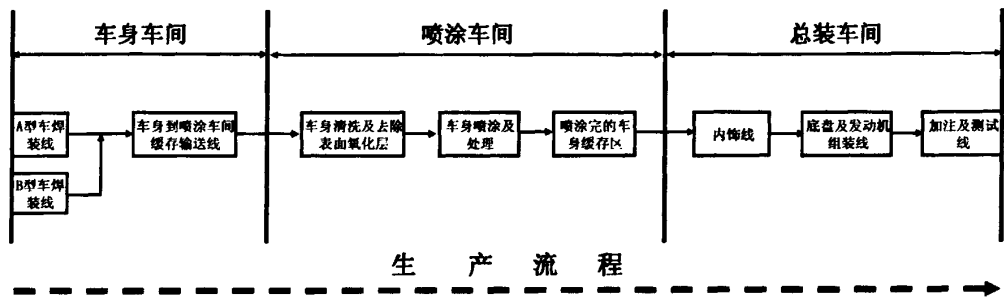 车身车间
喷涂车间
总装车间
A型车焊
装线
B型车焊
装线
车身到喷涂车间
缓存输送线
车身清洗及去除
表面氧化层
车身喷涂及
处理
喷涂完的车
身缓存区
内饰线
底盘及发动机
组装线
加注及测试
线
生产流程